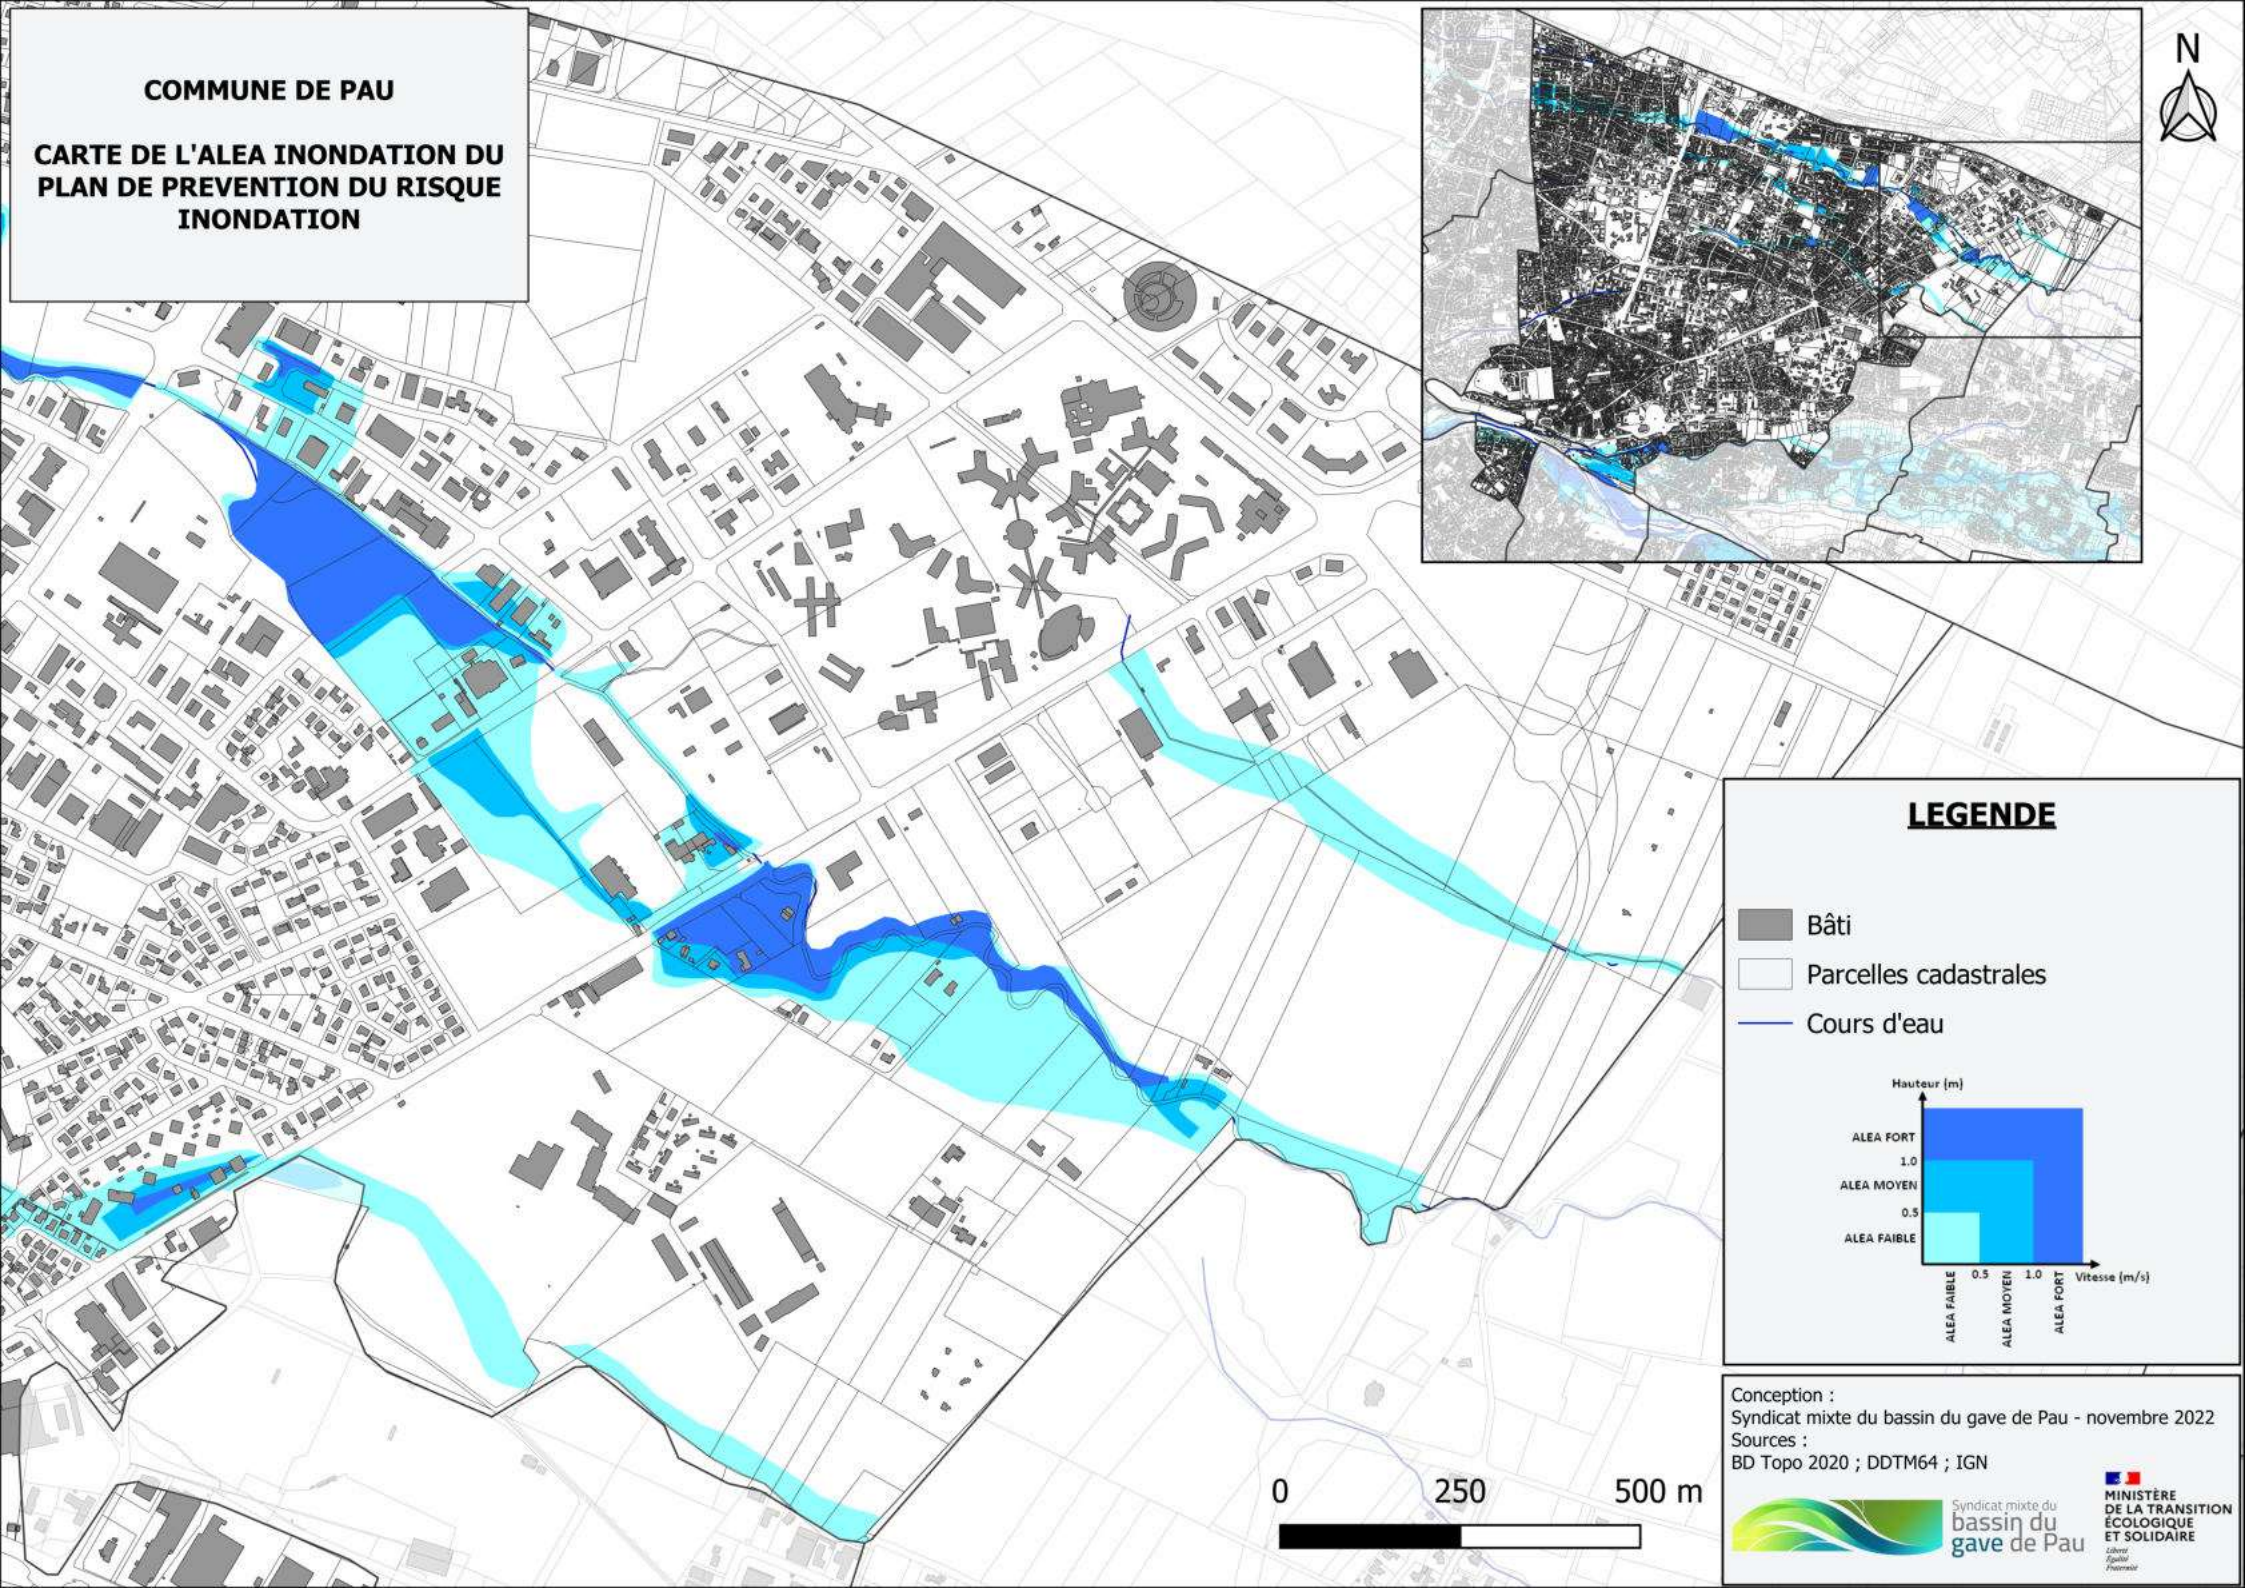 COMMUNE DE PAU
CARTE DE L'ALEA INONDATION DU
PLAN DE PREVENTION DU RISQUE
INONDATION
N
LEGENDE
Bâti
Parcelles cadastrales
Cours d'eau
Hauteur (m)
ALEA FORT
1.0
ALEA MOYEN
0.5
ALEA FAIBLE
0.5
1.0
Vitesse (m/s)
ALEA FAIBLE
ALEA MOYEN
ALEA FORT
0 250 500 m
Conception :
Syndicat mixte du bassin du gave de Pau - novembre 2022
Sources :
BD Topo 2020 ; DDTM64 ; IGN
Syndicat mixte du
bassin du
gave de Pau
MINISTÈRE
DE LA TRANSITION
ÉCOLOGIQUE
ET SOLIDAIRE
Liberté
Égalité
Fraternité